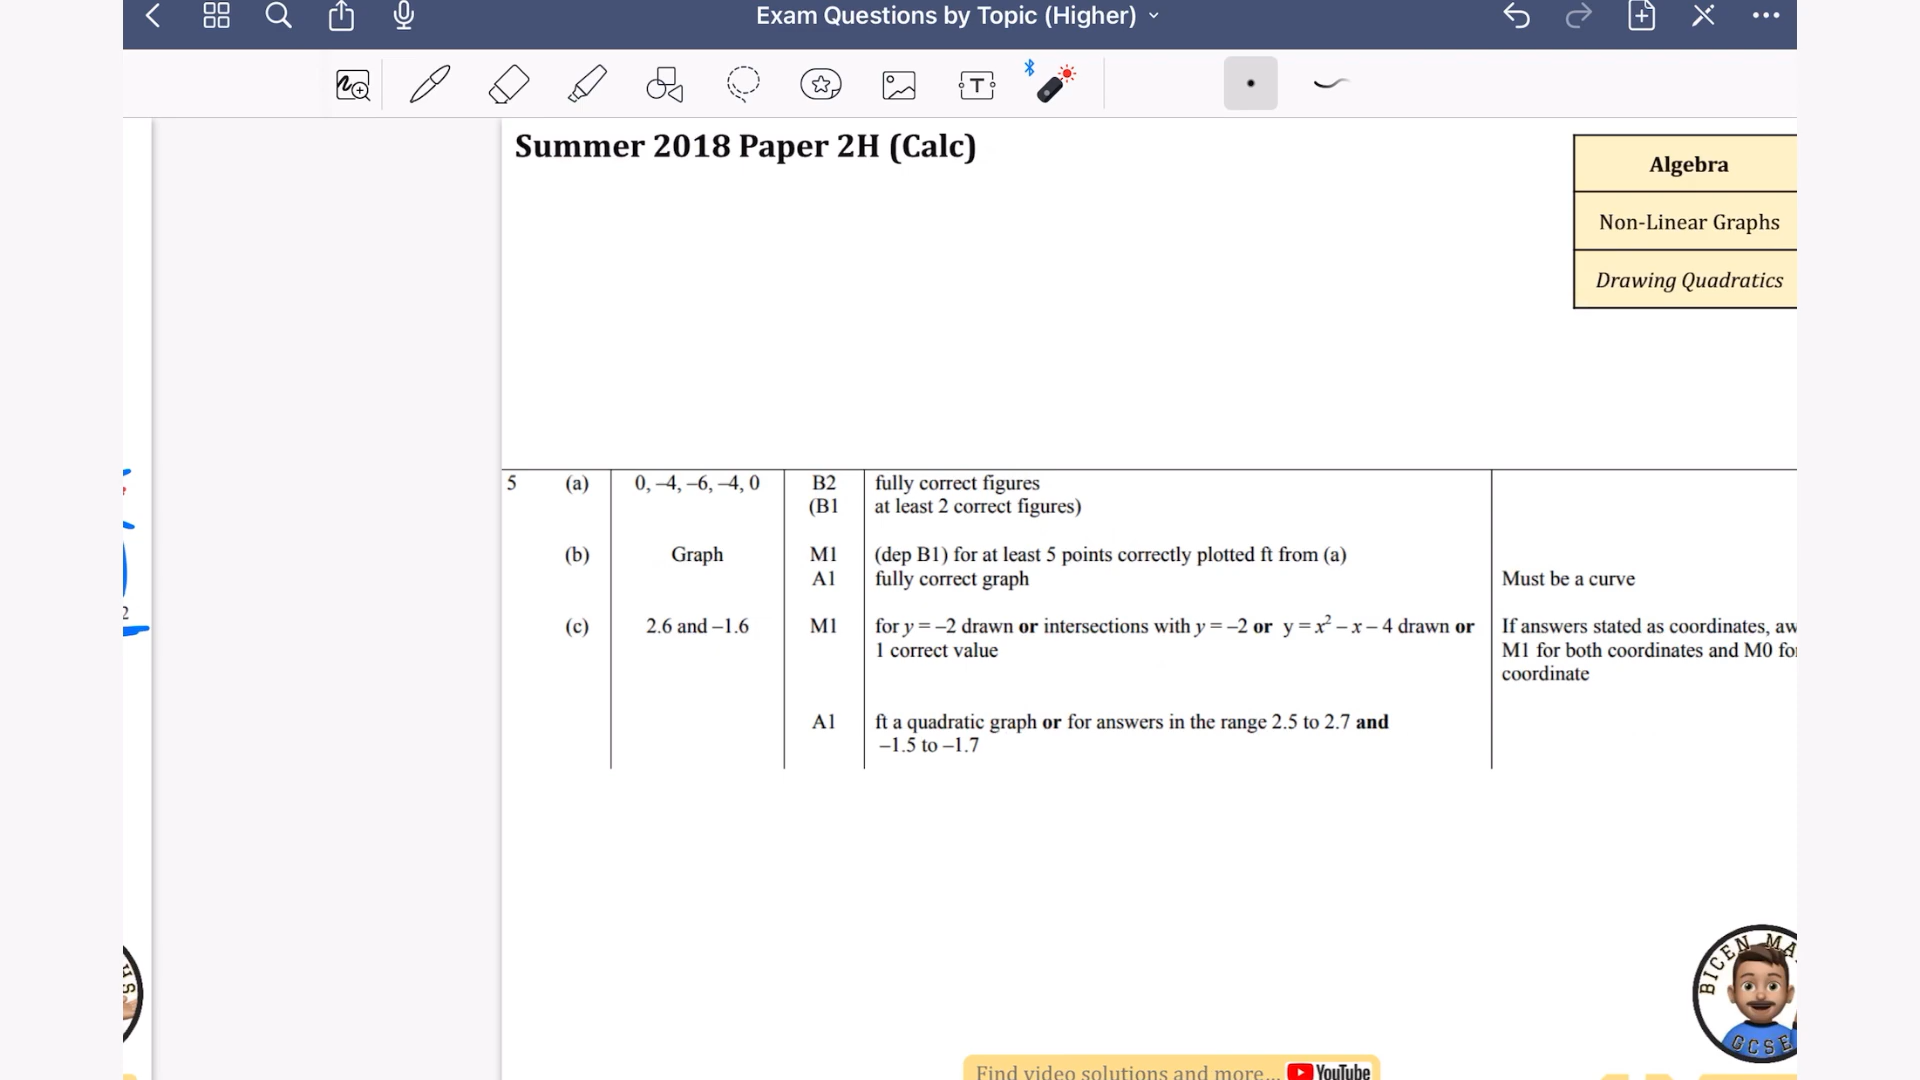 Exam Questions by Topic (Higher)
T
Summer 2018 Paper 2H (Calc)
Algebra
Non-Linear Graphs
Drawing Quadratics
5 (a) 0, –4, –6, –4, 0 B2 fully correct figures
(B1 at least 2 correct figures)
(b) Graph M1 (dep B1) for at least 5 points correctly plotted ft from (a)
A1 fully correct graph Must be a curve
(c) 2.6 and –1.6 M1 for y = –2 drawn or intersections with y = –2 or y = x² – x – 4 drawn or If answers stated as coordinates, aw
1 correct value M1 for both coordinates and M0 fo
coordinate
A1 ft a quadratic graph or for answers in the range 2.5 to 2.7 and
–1.5 to –1.7
2
BICEN MA
GCSE
Find video solutions and more... YouTube